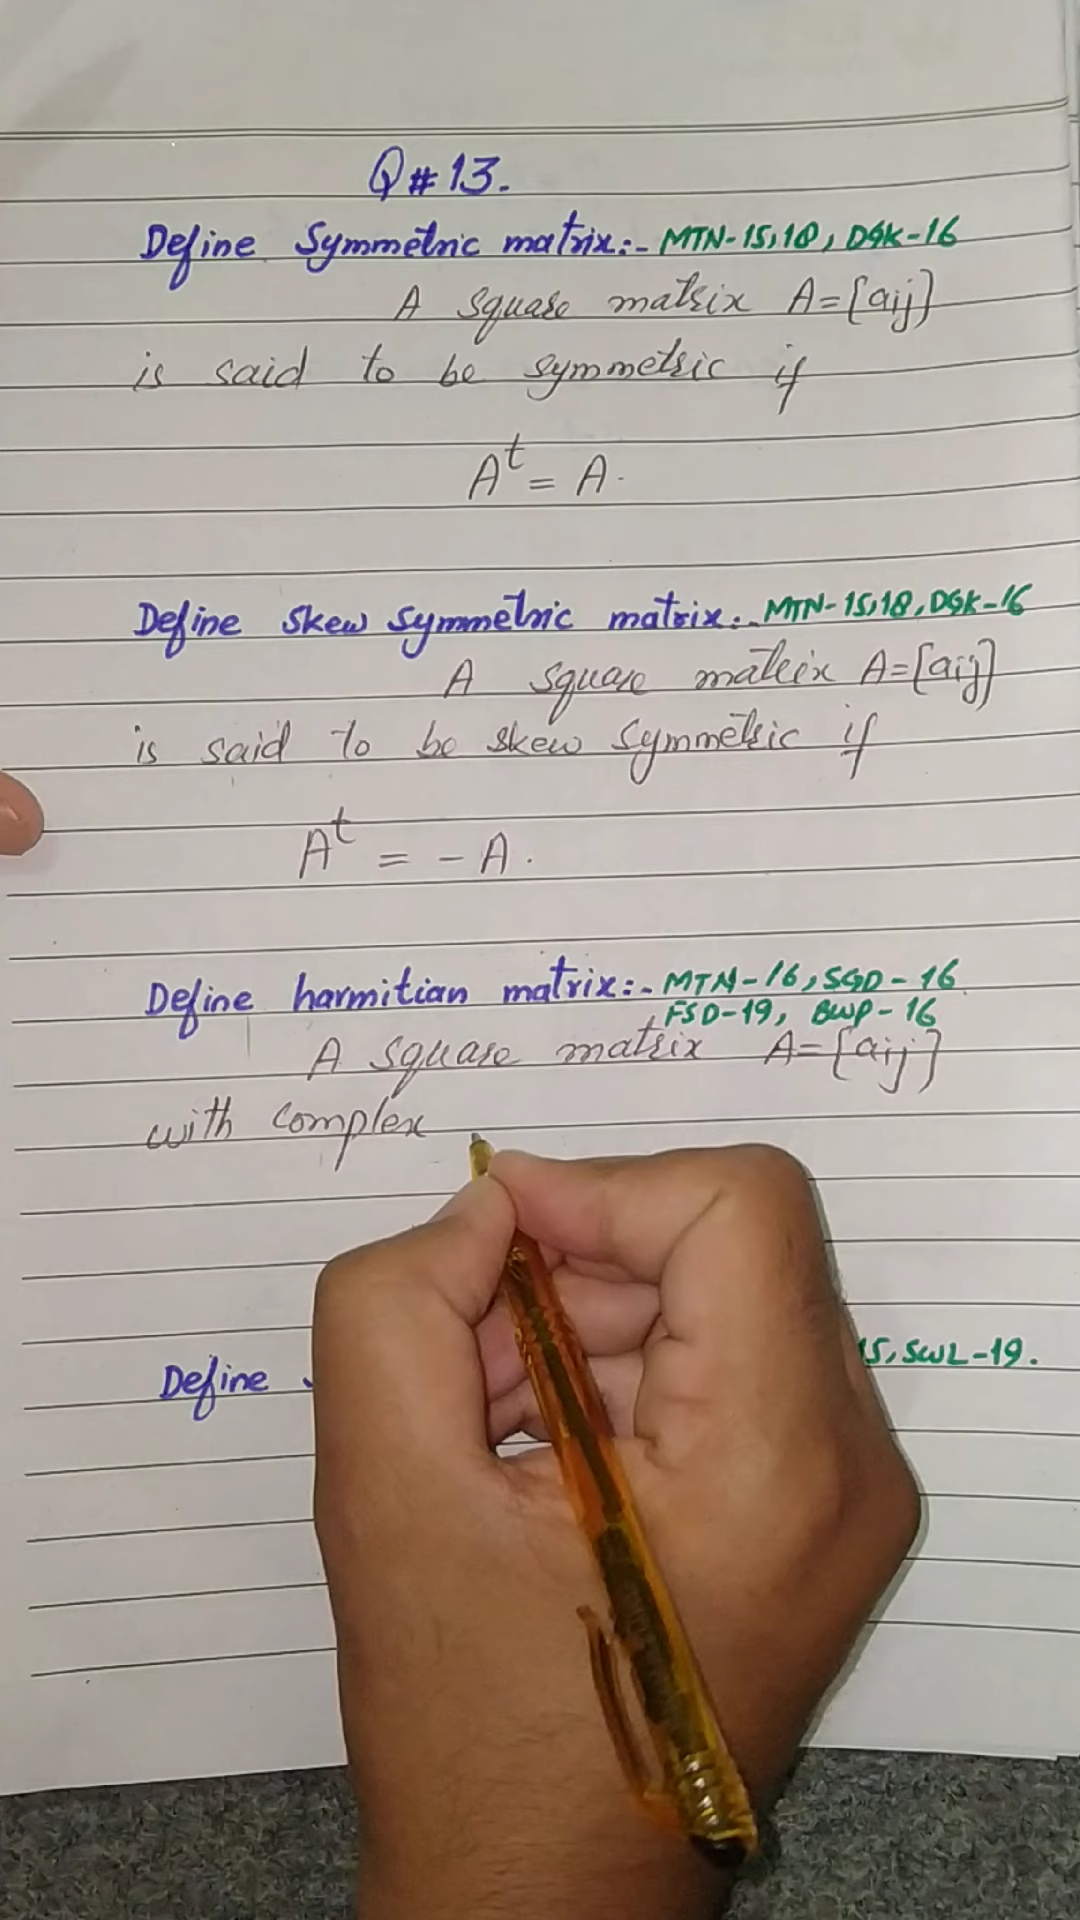 Q # 13.
Define Symmetric matrix:- MTN-15,18, DGK-16
A square matrix A=[aij]
is said to be symmetric if
Aᵗ = A.
Define Skew Symmetric matrix:- MTN-15,18, DGK-16
A square matrix A=[aij]
is said to be skew symmetric if
Aᵗ = -A.
Define harmitian matrix:- MTN-16, SGD-16
FSD-19, BWP-16
A square matrix A=[aij]
with complex
Define 15, SWL-19.